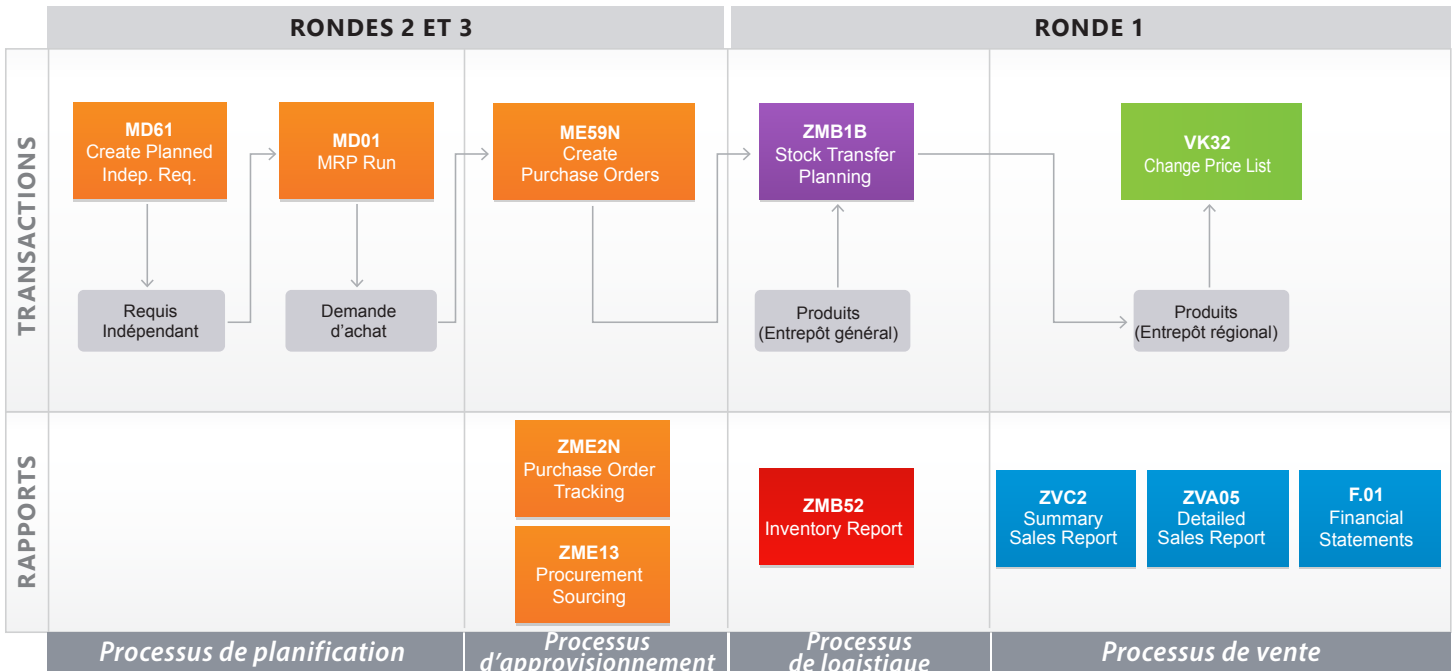 RONDES 2 ET 3
RONDE 1
TRANSACTIONS
MD61
Create Planned
Indep. Req.
MD01
MRP Run
ME59N
Create
Purchase Orders
ZMB1B
Stock Transfer
Planning
VK32
Change Price List
Requis
Indépendant
Demande
d'achat
Produits
(Entrepôt général)
Produits
(Entrepôt régional)
RAPPORTS
ZME2N
Purchase Order
Tracking
ZME13
Procurement
Sourcing
ZMB52
Inventory Report
ZVC2
Summary
Sales Report
ZVA05
Detailed
Sales Report
F.01
Financial
Statements
Processus de planification
Processus
d'approvisionnement
Processus
de logistique
Processus de vente